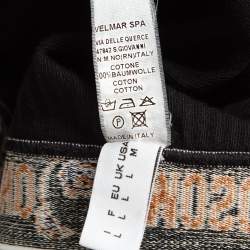 VELMAR SPA
VIA DELLE QUERCE
47842 S.GIOVANNI
IN M.NO(RN)ITALY
COTONE
100%BAUMWOLLE
COTON
COTTON
MADE IN ITALY
I F EU UK USA
L L L L M